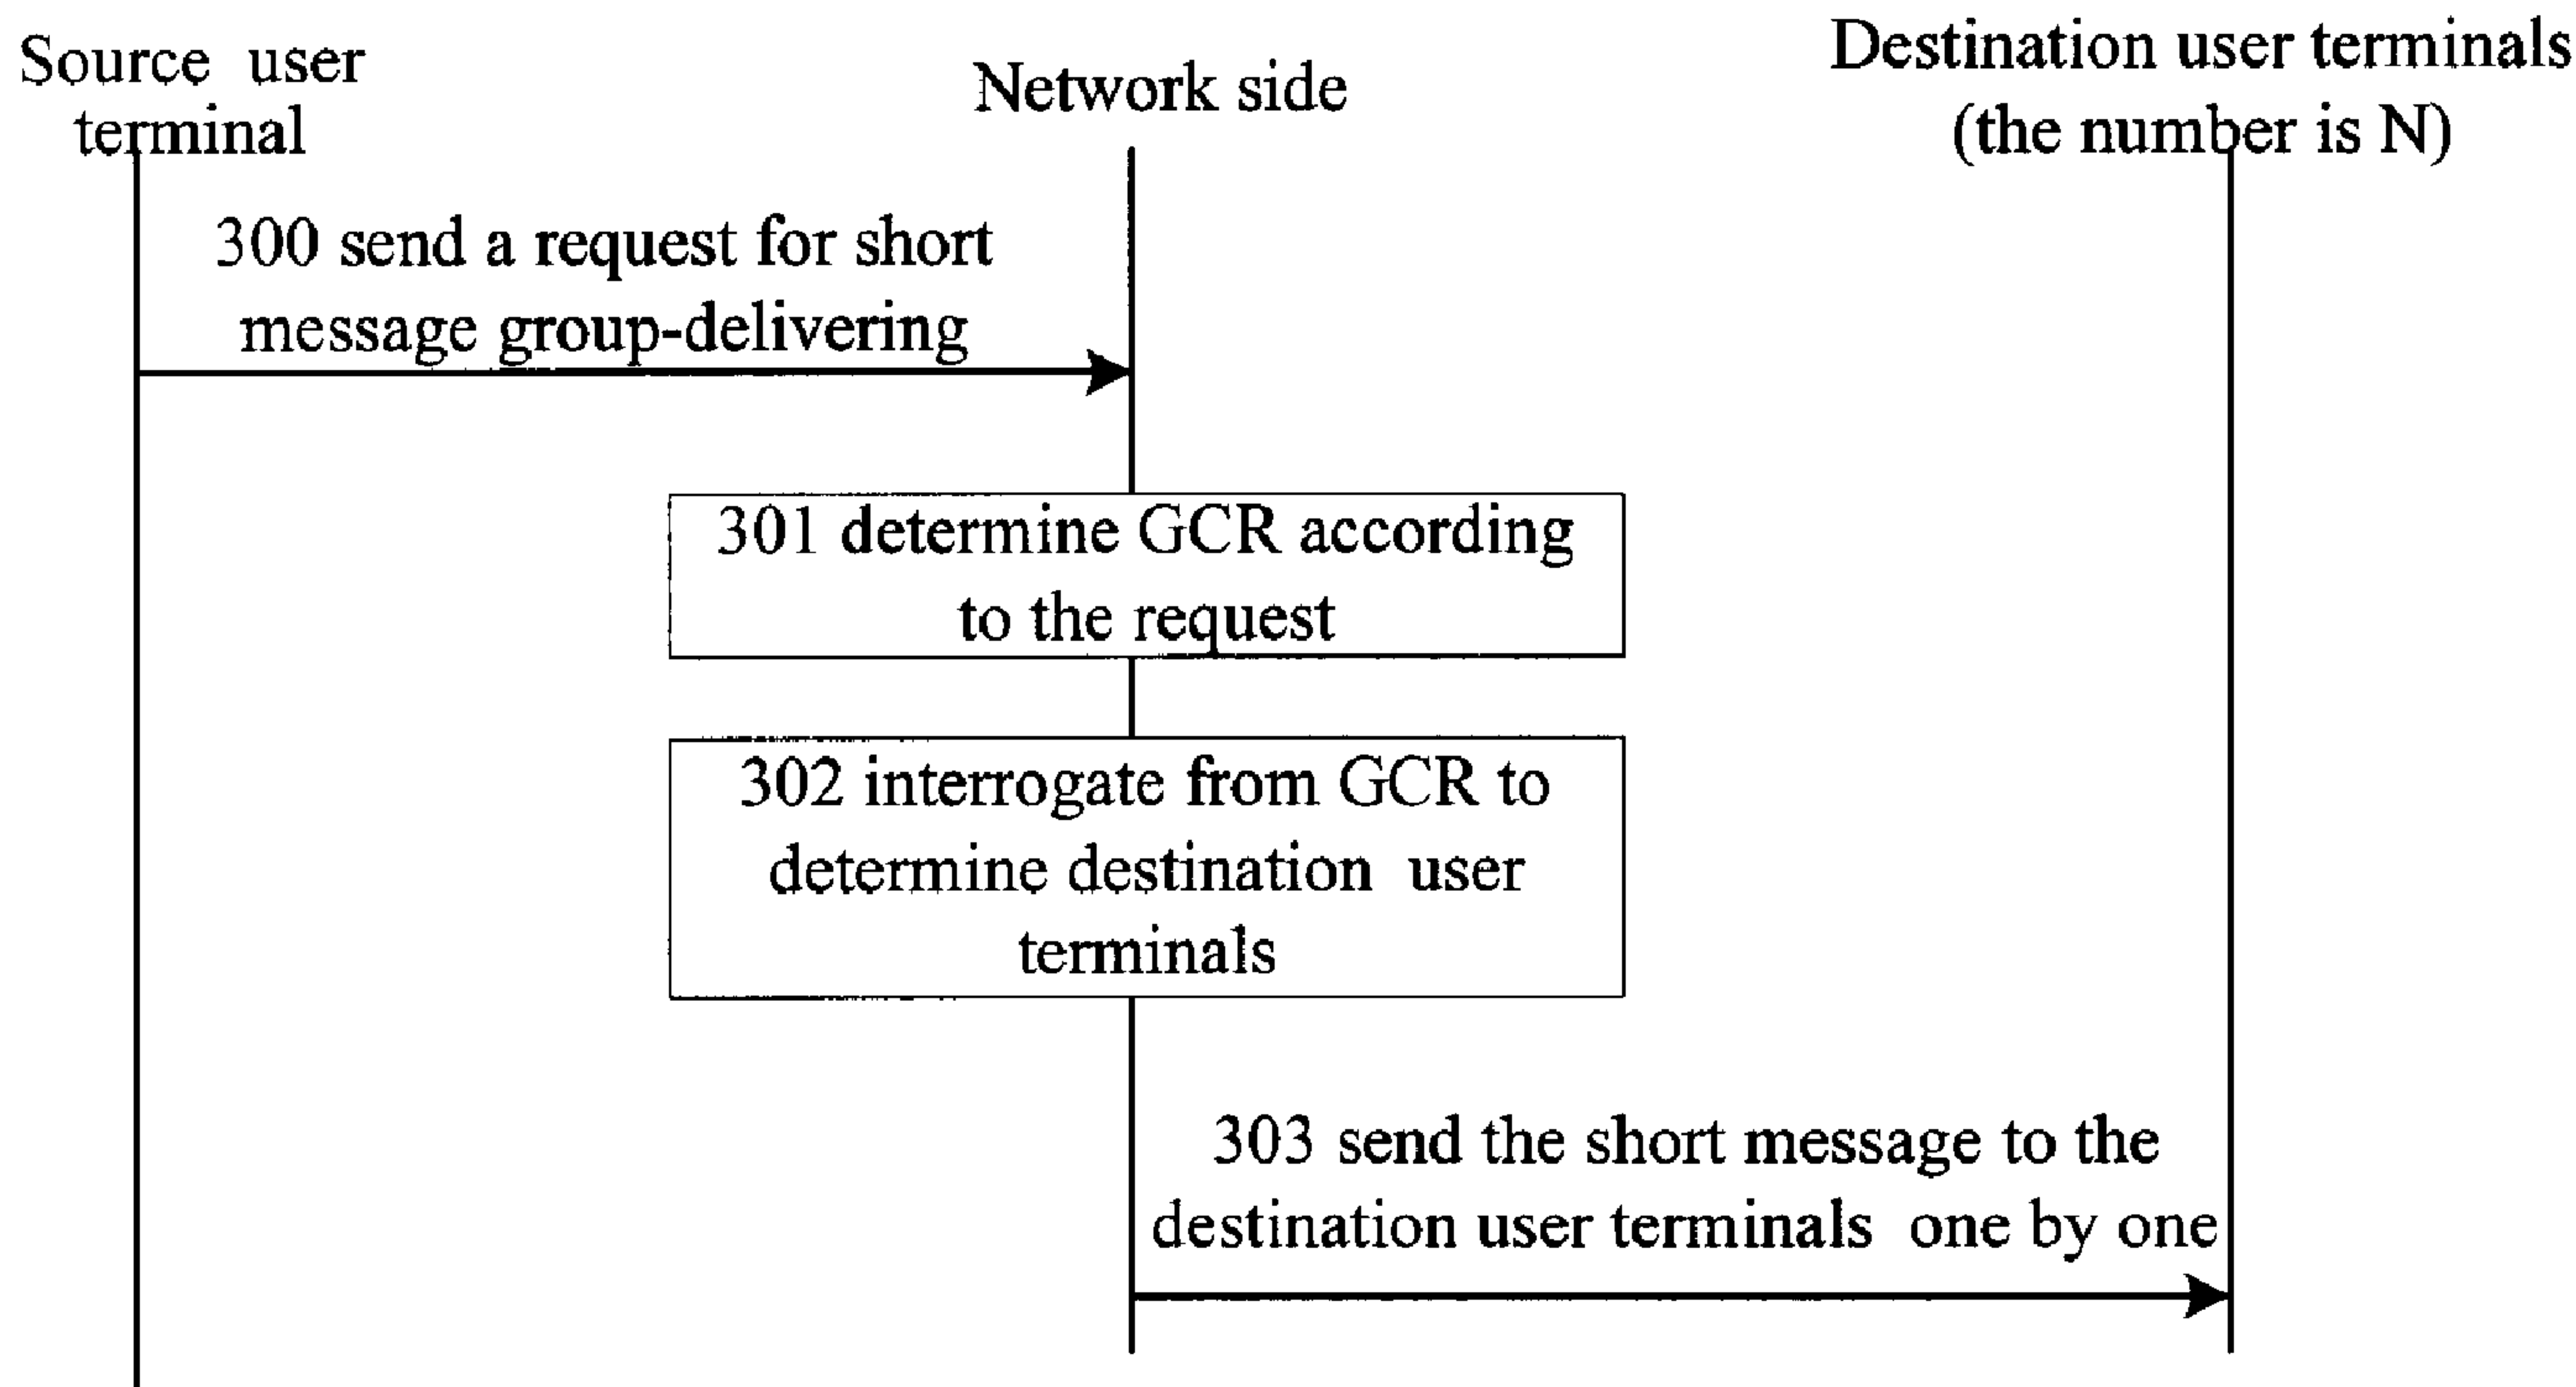 Source user
terminal
Network side
Destination user terminals
(the number is N)
300 send a request for short
message group-delivering
301 determine GCR according
to the request
302 interrogate from GCR to
determine destination user
terminals
303 send the short message to the
destination user terminals one by one